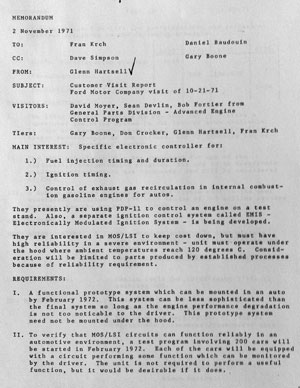 MEMORANDUM
2 November 1971
TO: Fran Krch Daniel Baudouin
CC: Dave Simpson Gary Boone
FROM: Glenn Hartsell
SUBJECT: Customer Visit Report
Ford Motor Company visit of 10-21-71
VISITORS: David Moyer, Sean Devlin, Bob Fortier from
General Parts Division - Advanced Engine
Control Program
TIers: Gary Boone, Don Crocker, Glenn Hartsell, Fran Krch
MAIN INTEREST: Specific electronic controller for:
1.) Fuel injection timing and duration.
2.) Ignition timing.
3.) Control of exhaust gas recirculation in internal combust-
ion gasoline engines for autos.
They presently are using PDP-11 to control an engine on a test
stand. Also, a separate ignition control system called EMIS -
Electronically Modulated Ignition System - is being developed.
They are interested in MOS/LSI to keep cost down, but must have
high reliability in a severe environment - unit must operate under
the hood where ambient temperatures reach 120 degrees C. Consid-
eration will be limited to parts produced by established processes
because of reliability requirement.
REQUIREMENTS:
I. A functional prototype system which can be mounted in an auto
by February 1972. This system can be less sophisticated than
the final system so long as the engine performance degradation
is not too noticable to the driver. This prototype system
need not be mounted under the hood.
II. To verify that MOS/LSI circuits can function reliably in an
automotive environment, a test program involving 200 cars will
be started in February 1972. Each of the cars will be equipped
with a circuit performing some function which can be monitored
by the driver. The unit is not required to perform a useful
function, but it would be desirable if it does.